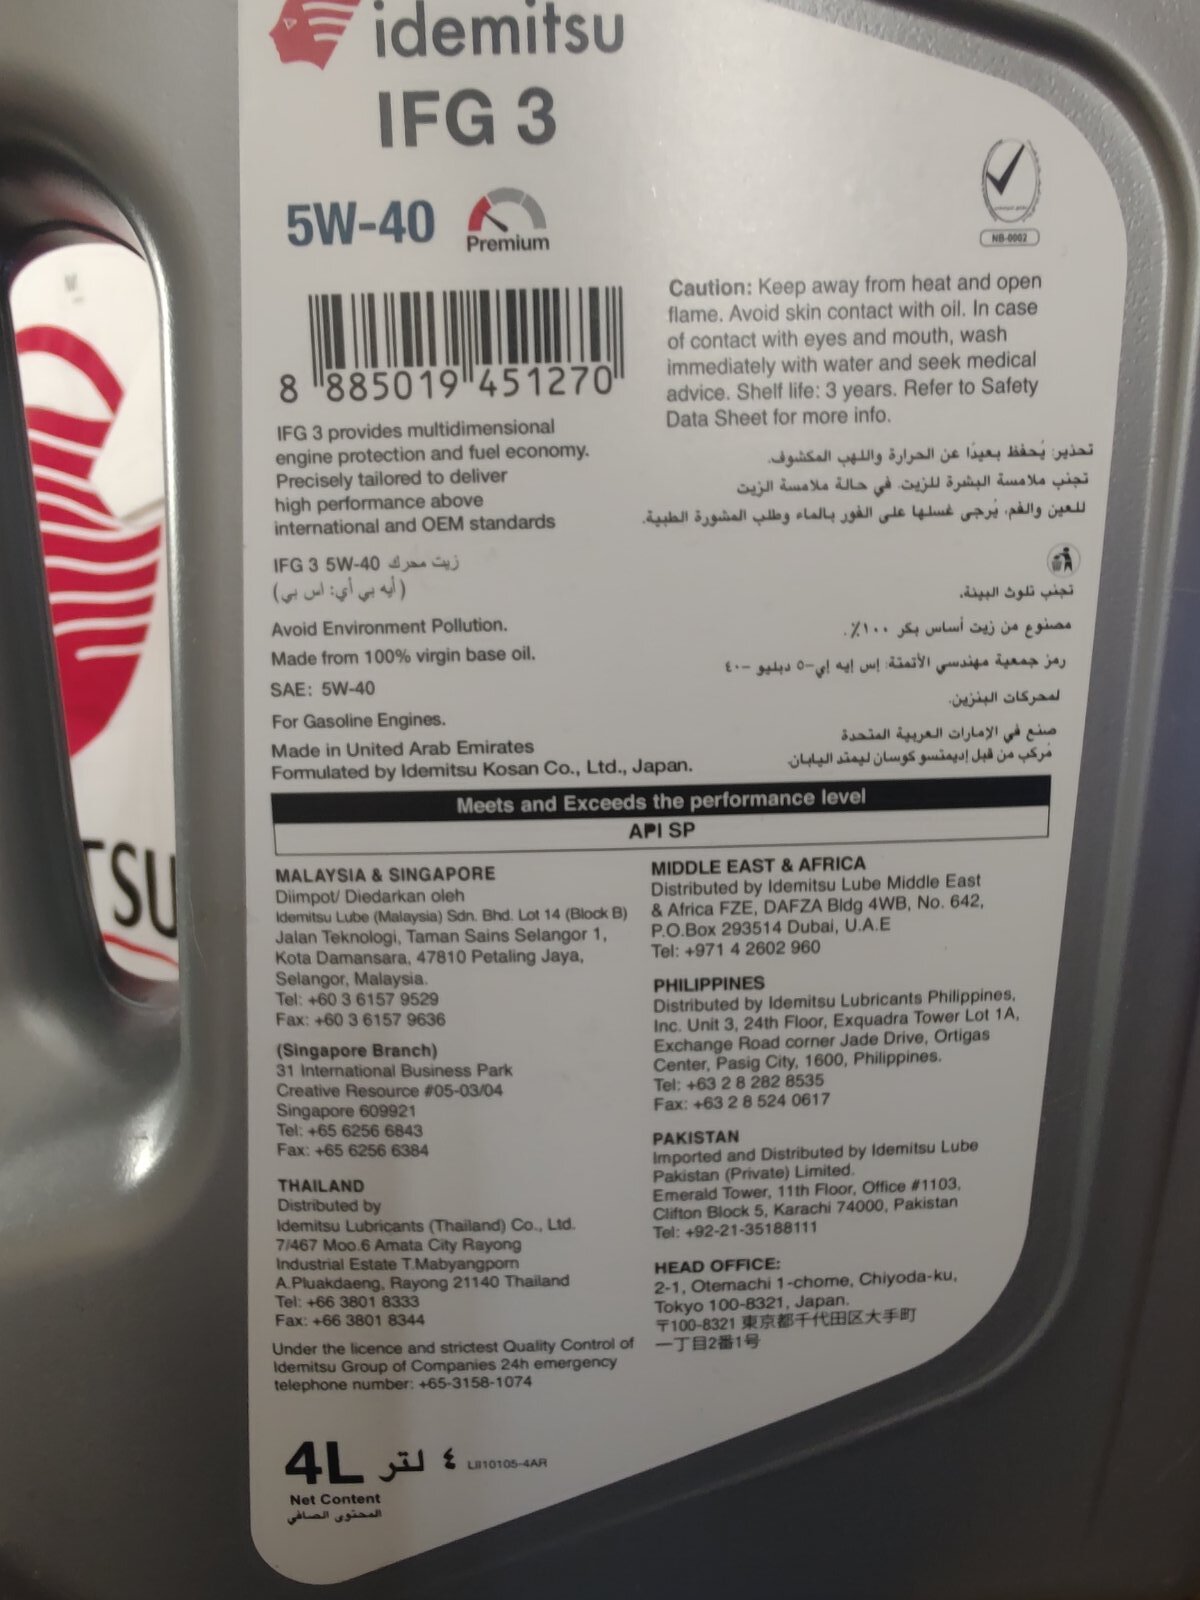 idemitsu
IFG 3
5W-40
Premium
NB-0002
8 885019 451270
Caution: Keep away from heat and open
flame. Avoid skin contact with oil. In case
of contact with eyes and mouth, wash
immediately with water and seek medical
advice. Shelf life: 3 years. Refer to Safety
Data Sheet for more info.
IFG 3 provides multidimensional
engine protection and fuel economy.
Precisely tailored to deliver
high performance above
international and OEM standards
تحذير: يُحفظ بعيدًا عن الحرارة واللهب المكشوف.
تجنب ملامسة البشرة للزيت. في حالة ملامسة الزيت
للعين والفم، يُرجى غسلها على الفور بالماء وطلب المشورة الطبية.
IFG 3 5W-40 زيت محرك
(أيه بي أي: اس بي)
تجنب تلوث البيئة.
Avoid Environment Pollution.
مصنوع من زيت أساس بكر ١٠٠٪.
Made from 100% virgin base oil.
رمز جمعية مهندسي الأتمتة: إس إيه إي-٥ دبليو -٤٠
SAE: 5W-40
لمحركات البنزين.
For Gasoline Engines.
صنع في الإمارات العربية المتحدة
Made in United Arab Emirates
مُركب من قبل إديمتسو كوسان ليمتد اليابان.
Formulated by Idemitsu Kosan Co., Ltd., Japan.
Meets and Exceeds the performance level
API SP
MALAYSIA & SINGAPORE
Diimpot/ Diedarkan oleh
Idemitsu Lube (Malaysia) Sdn. Bhd. Lot 14 (Block B)
Jalan Teknologi, Taman Sains Selangor 1,
Kota Damansara, 47810 Petaling Jaya,
Selangor, Malaysia.
Tel: +60 3 6157 9529
Fax: +60 3 6157 9636
(Singapore Branch)
31 International Business Park
Creative Resource #05-03/04
Singapore 609921
Tel: +65 6256 6843
Fax: +65 6256 6384
THAILAND
Distributed by
Idemitsu Lubricants (Thailand) Co., Ltd.
7/467 Moo.6 Amata City Rayong
Industrial Estate T.Mabyangporn
A.Pluakdaeng, Rayong 21140 Thailand
Tel: +66 3801 8333
Fax: +66 3801 8344
Under the licence and strictest Quality Control of
Idemitsu Group of Companies 24h emergency
telephone number: +65-3158-1074
MIDDLE EAST & AFRICA
Distributed by Idemitsu Lube Middle East
& Africa FZE, DAFZA Bldg 4WB, No. 642,
P.O.Box 293514 Dubai, U.A.E
Tel: +971 4 2602 960
PHILIPPINES
Distributed by Idemitsu Lubricants Philippines,
Inc. Unit 3, 24th Floor, Exquadra Tower Lot 1A,
Exchange Road corner Jade Drive, Ortigas
Center, Pasig City, 1600, Philippines.
Tel: +63 2 8 282 8535
Fax: +63 2 8 524 0617
PAKISTAN
Imported and Distributed by Idemitsu Lube
Pakistan (Private) Limited.
Emerald Tower, 11th Floor, Office #1103,
Clifton Block 5, Karachi 74000, Pakistan
Tel: +92-21-35188111
HEAD OFFICE:
2-1, Otemachi 1-chome, Chiyoda-ku,
Tokyo 100-8321, Japan.
〒100-8321 東京都千代田区大手町
一丁目2番1号
4L ٤ لتر LII10105-4AR
Net Content
المحتوى الصافي
TSU